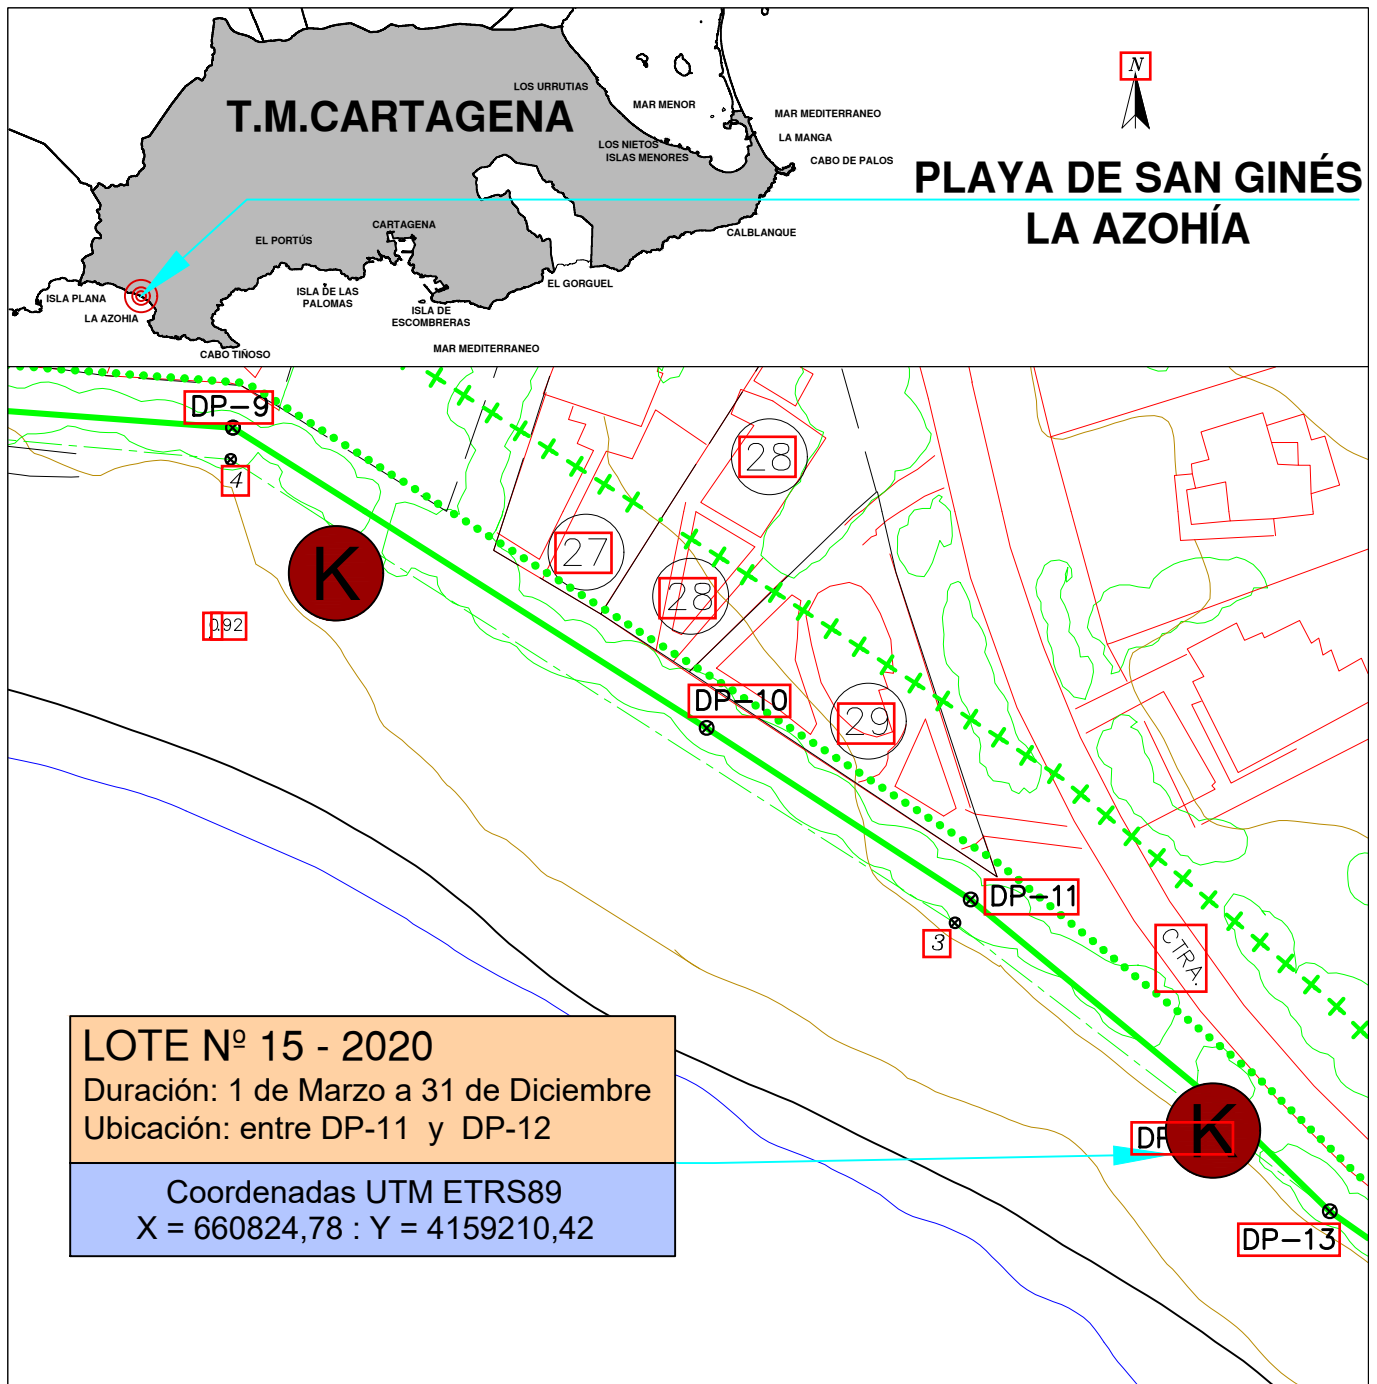 T.M.CARTAGENA
LOS URRUTIAS
MAR MENOR
MAR MEDITERRANEO
LA MANGA
LOS NIETOS
ISLAS MENORES
CABO DE PALOS
N
PLAYA DE SAN GINÉS
LA AZOHÍA
CARTAGENA
EL PORTÚS
CALBLANQUE
EL GORGUEL
ISLA PLANA
LA AZOHIA
ISLA DE LAS
PALOMAS
ISLA DE
ESCOMBRERAS
CABO TIÑOSO
MAR MEDITERRANEO
DP-9
4
28
27
28
K
0.92
DP-10
29
DP-11
3
CTRA.
LOTE Nº 15 - 2020
Duración: 1 de Marzo a 31 de Diciembre
Ubicación: entre DP-11 y DP-12
Coordenadas UTM ETRS89
X = 660824,78 : Y = 4159210,42
K
DP-13